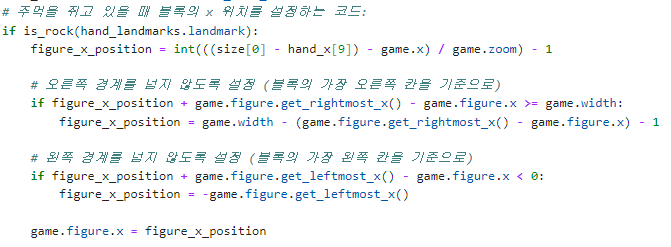 # 주먹을 쥐고 있을 때 블록의 x 위치를 설정하는 코드:
if is_rock(hand_landmarks.landmark):
    figure_x_position = int(((size[0] - hand_x[9]) - game.x) / game.zoom) - 1

    # 오른쪽 경계를 넘지 않도록 설정 (블록의 가장 오른쪽 칸을 기준으로)
    if figure_x_position + game.figure.get_rightmost_x() - game.figure.x >= game.width:
        figure_x_position = game.width - (game.figure.get_rightmost_x() - game.figure.x) - 1

    # 왼쪽 경계를 넘지 않도록 설정 (블록의 가장 왼쪽 칸을 기준으로)
    if figure_x_position + game.figure.get_leftmost_x() - game.figure.x < 0:
        figure_x_position = -game.figure.get_leftmost_x()

    game.figure.x = figure_x_position